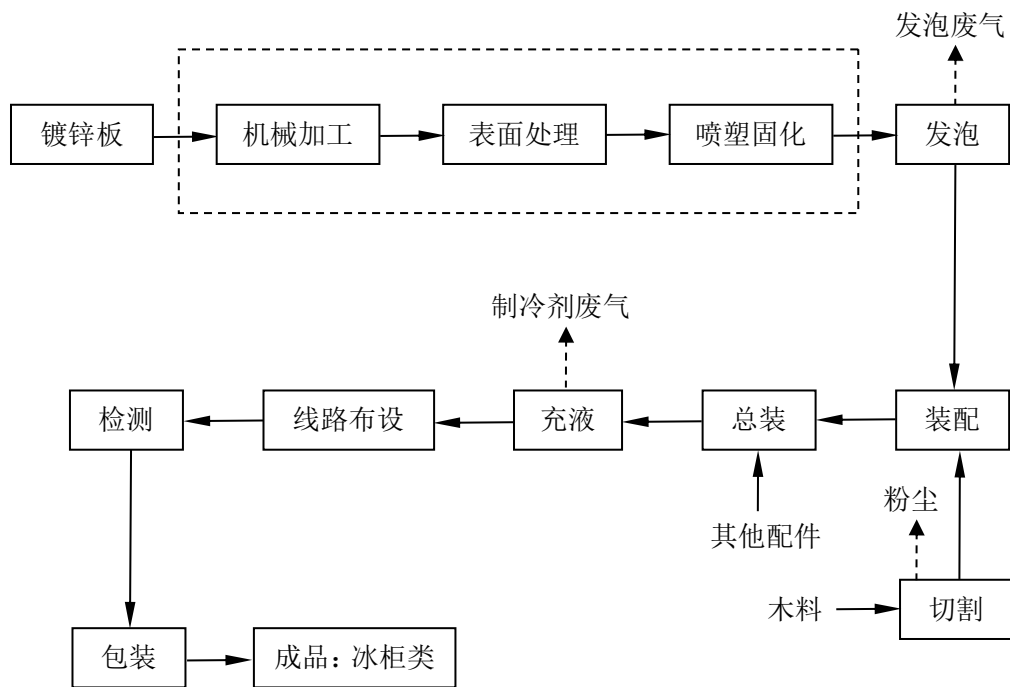 发泡废气
镀锌板
机械加工
表面处理
喷塑固化
发泡
制冷剂废气
检测
线路布设
充液
总装
装配
粉尘
其他配件
木料
切割
包装
成品：冰柜类